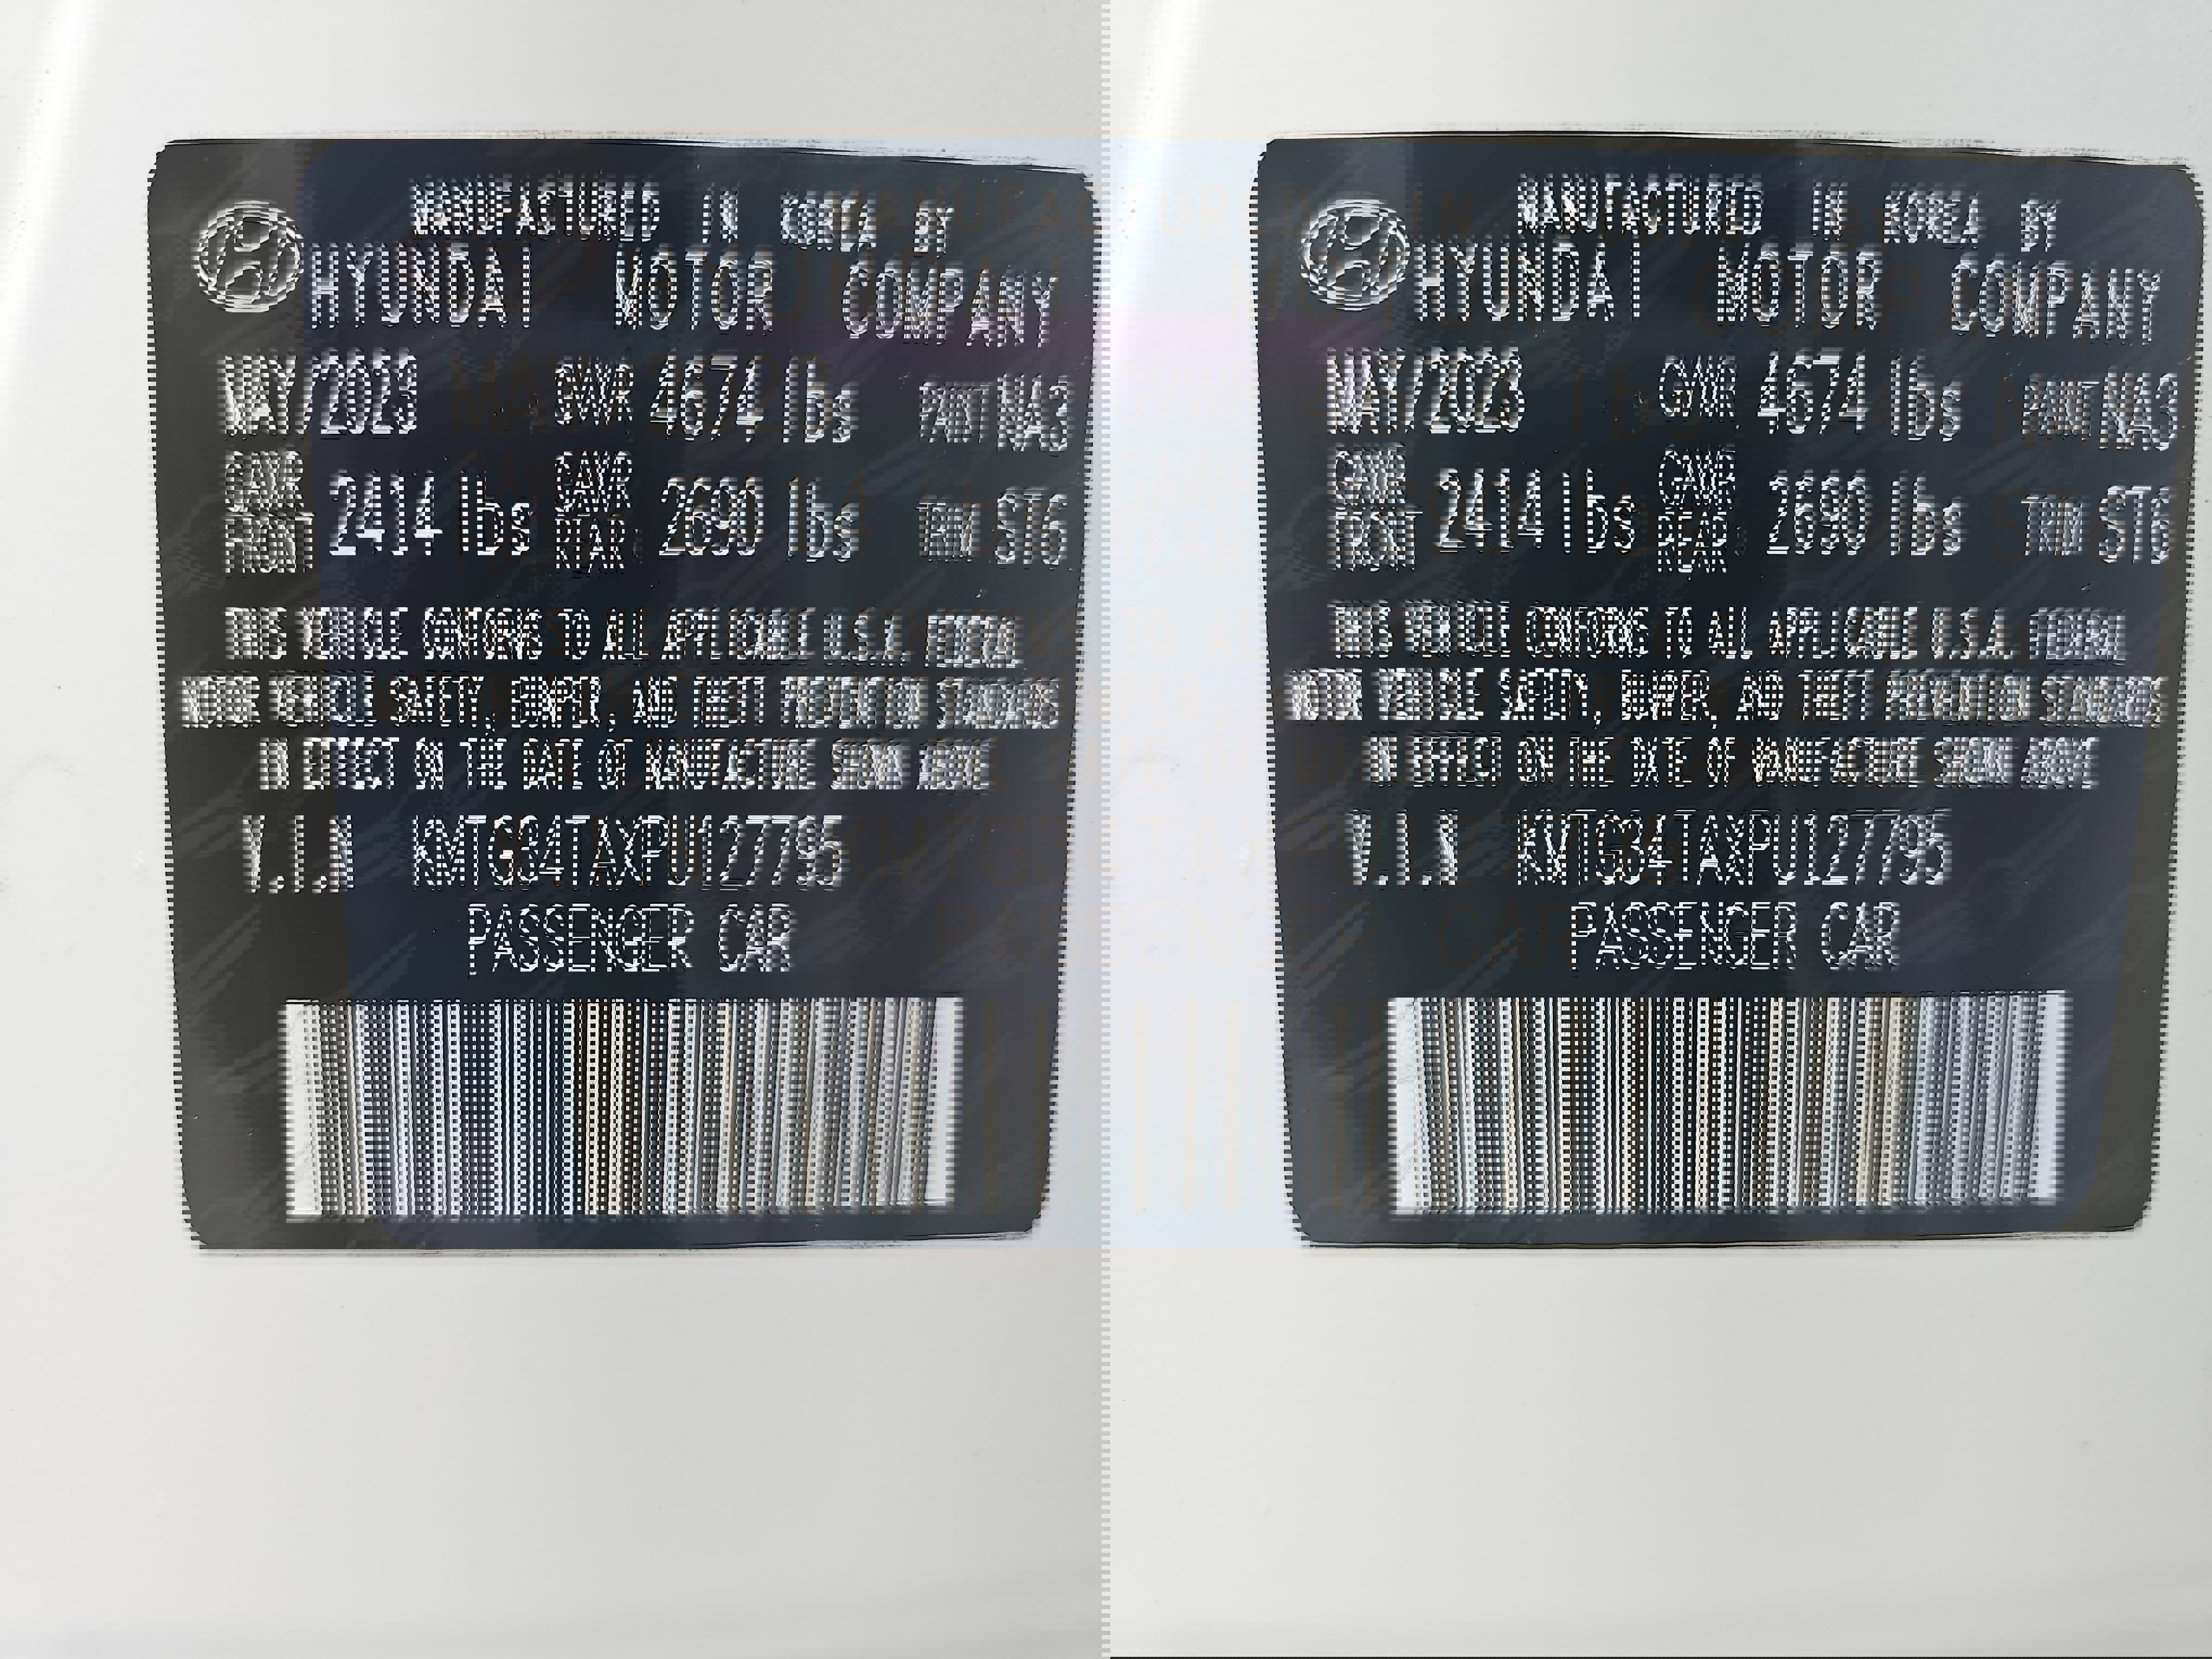 MANUFACTURED IN KOREA BY
HYUNDAI MOTOR COMPANY
MAY/2023 GVWR 4674 lbs PAINT NA3
GAWR FRONT 2414 lbs GAWR REAR 2690 lbs TRIM ST6
THIS VEHICLE CONFORMS TO ALL APPLICABLE U.S.A. FEDERAL
MOTOR VEHICLE SAFETY, BUMPER, AND THEFT PREVENTION STANDARDS
IN EFFECT ON THE DATE OF MANUFACTURE SHOWN ABOVE
V.I.N KMTG34TAXPU127795
PASSENGER CAR
MANUFACTURED IN KOREA BY
HYUNDAI MOTOR COMPANY
MAY/2023 GVWR 4674 lbs PAINT NA3
GAWR FRONT 2414 lbs GAWR REAR 2690 lbs TRIM ST6
THIS VEHICLE CONFORMS TO ALL APPLICABLE U.S.A. FEDERAL
MOTOR VEHICLE SAFETY, BUMPER, AND THEFT PREVENTION STANDARDS
IN EFFECT ON THE DATE OF MANUFACTURE SHOWN ABOVE
V.I.N KMTG34TAXPU127795
PASSENGER CAR